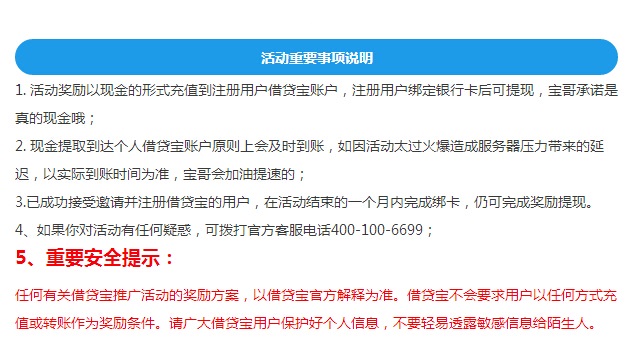 活动重要事项说明
1. 活动奖励以现金的形式充值到注册用户借贷宝账户，注册用户绑定银行卡后可提现，宝哥承诺是
真的现金哦；
2. 现金提取到达个人借贷宝账户原则上会及时到账，如因活动太过火爆造成服务器压力带来的延
迟，以实际到账时间为准，宝哥会加油提速的；
3.已成功接受邀请并注册借贷宝的用户，在活动结束的一个月内完成绑卡，仍可完成奖励提现。
4、如果你对活动有任何疑惑，可拨打官方客服电话400-100-6699；
5、重要安全提示：
任何有关借贷宝推广活动的奖励方案，以借贷宝官方解释为准。借贷宝不会要求用户以任何方式充
值或转账作为奖励条件。请广大借贷宝用户保护好个人信息，不要轻易透露敏感信息给陌生人。